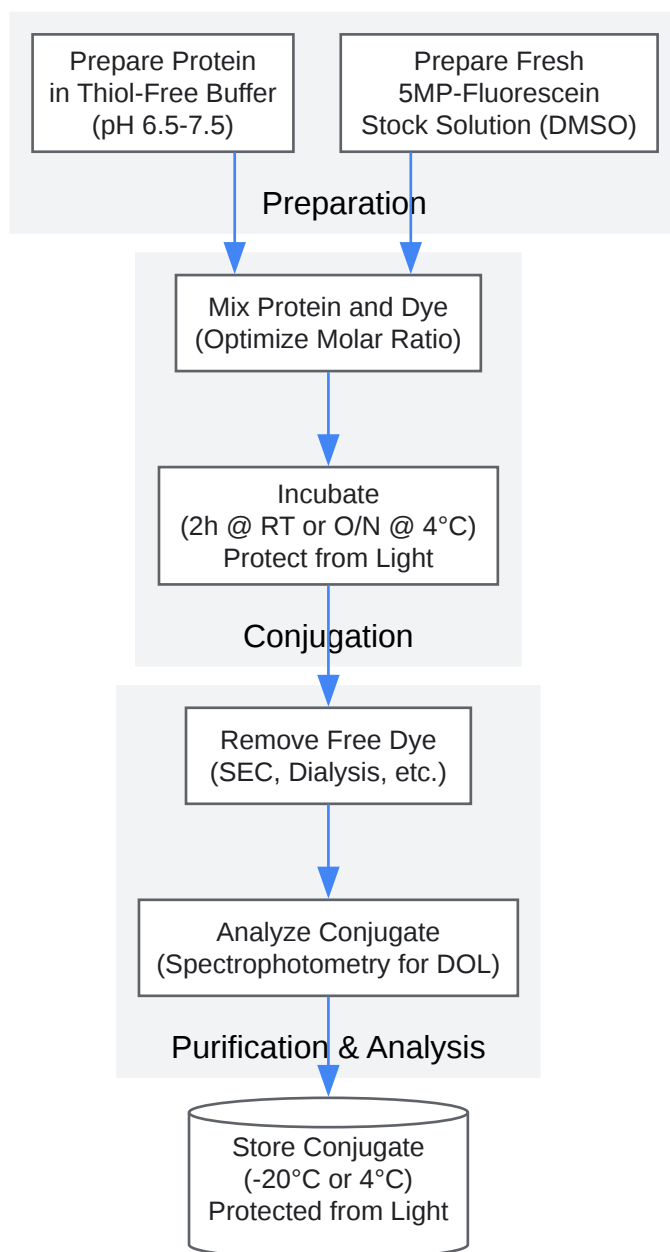 Prepare Protein
in Thiol-Free Buffer
(pH 6.5-7.5)
Prepare Fresh
5MP-Fluorescein
Stock Solution (DMSO)
Preparation
Mix Protein and Dye
(Optimize Molar Ratio)
Incubate
(2h @ RT or O/N @ 4°C)
Protect from Light
Conjugation
Remove Free Dye
(SEC, Dialysis, etc.)
Analyze Conjugate
(Spectrophotometry for DOL)
Purification & Analysis
Store Conjugate
(-20°C or 4°C)
Protected from Light